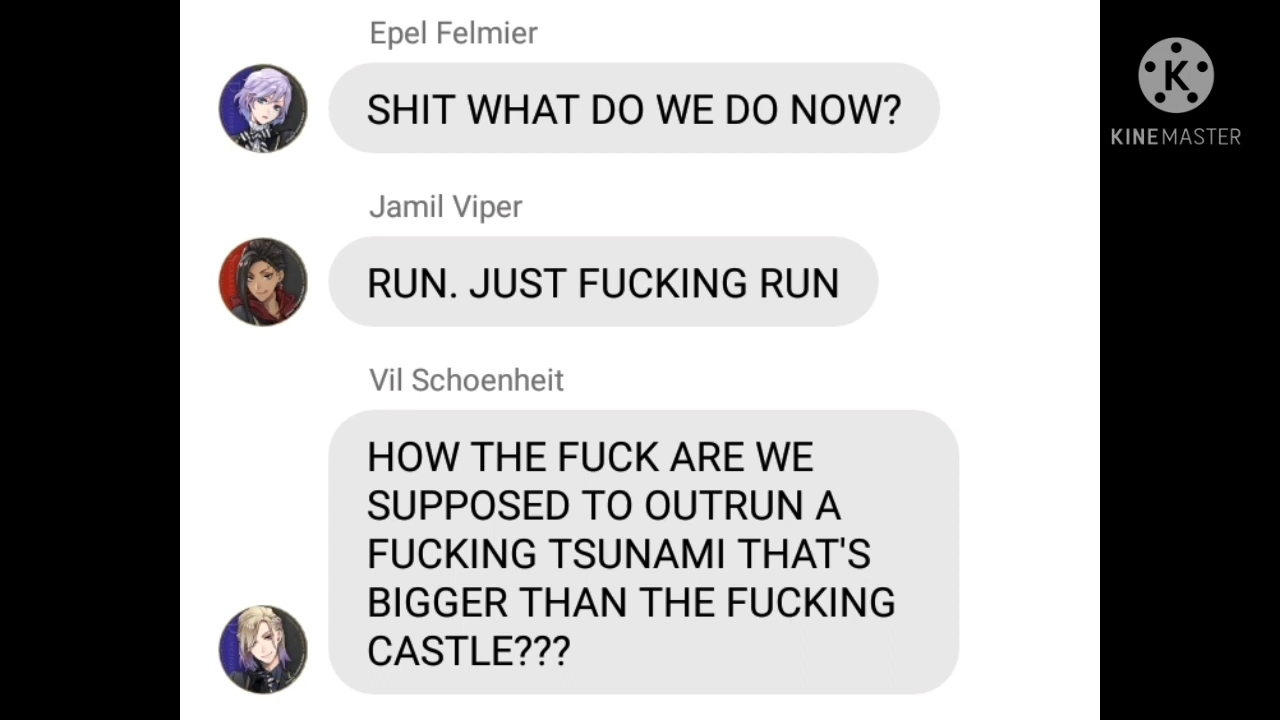 Epel Felmier
SHIT WHAT DO WE DO NOW?
Jamil Viper
RUN. JUST FUCKING RUN
Vil Schoenheit
HOW THE FUCK ARE WE
SUPPOSED TO OUTRUN A
FUCKING TSUNAMI THAT'S
BIGGER THAN THE FUCKING
CASTLE???
K
KINEMASTER